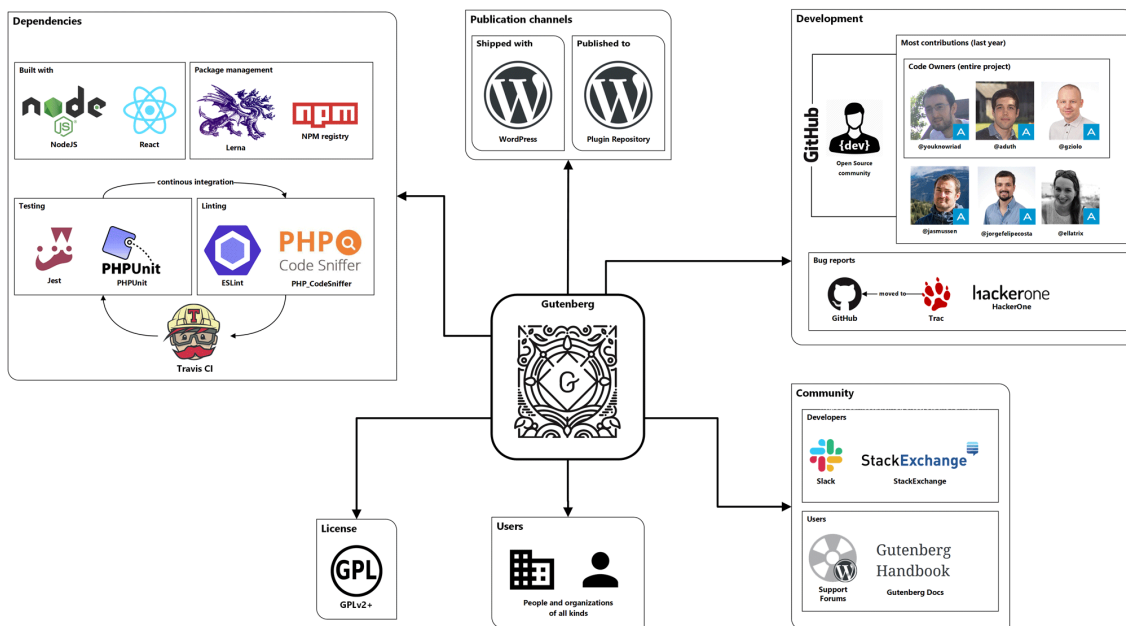 Dependencies
Built with
node
JS
NodeJS
React
Package management
Lerna
npm
NPM registry
continous integration
Testing
Jest
PHPUnit
PHPUnit
Linting
ESLint
PHP
Code Sniffer
PHP_CodeSniffer
T
Travis CI
Publication channels
Shipped with
WordPress
Published to
Plugin Repository
Development
GitHub
{dev}
Open Source
community
Most contributions (last year)
Code Owners (entire project)
@youknowriad
@aduth
@gziolo
@jasmussen
@jorgefelipecosta
@ellatrix
Bug reports
GitHub
moved to
Trac
hackerone
HackerOne
Gutenberg
G
License
GPL
GPLv2+
Users
People and organizations
of all kinds
Community
Developers
Slack
StackExchange
StackExchange
Users
Support
Forums
Gutenberg
Handbook
Gutenberg Docs